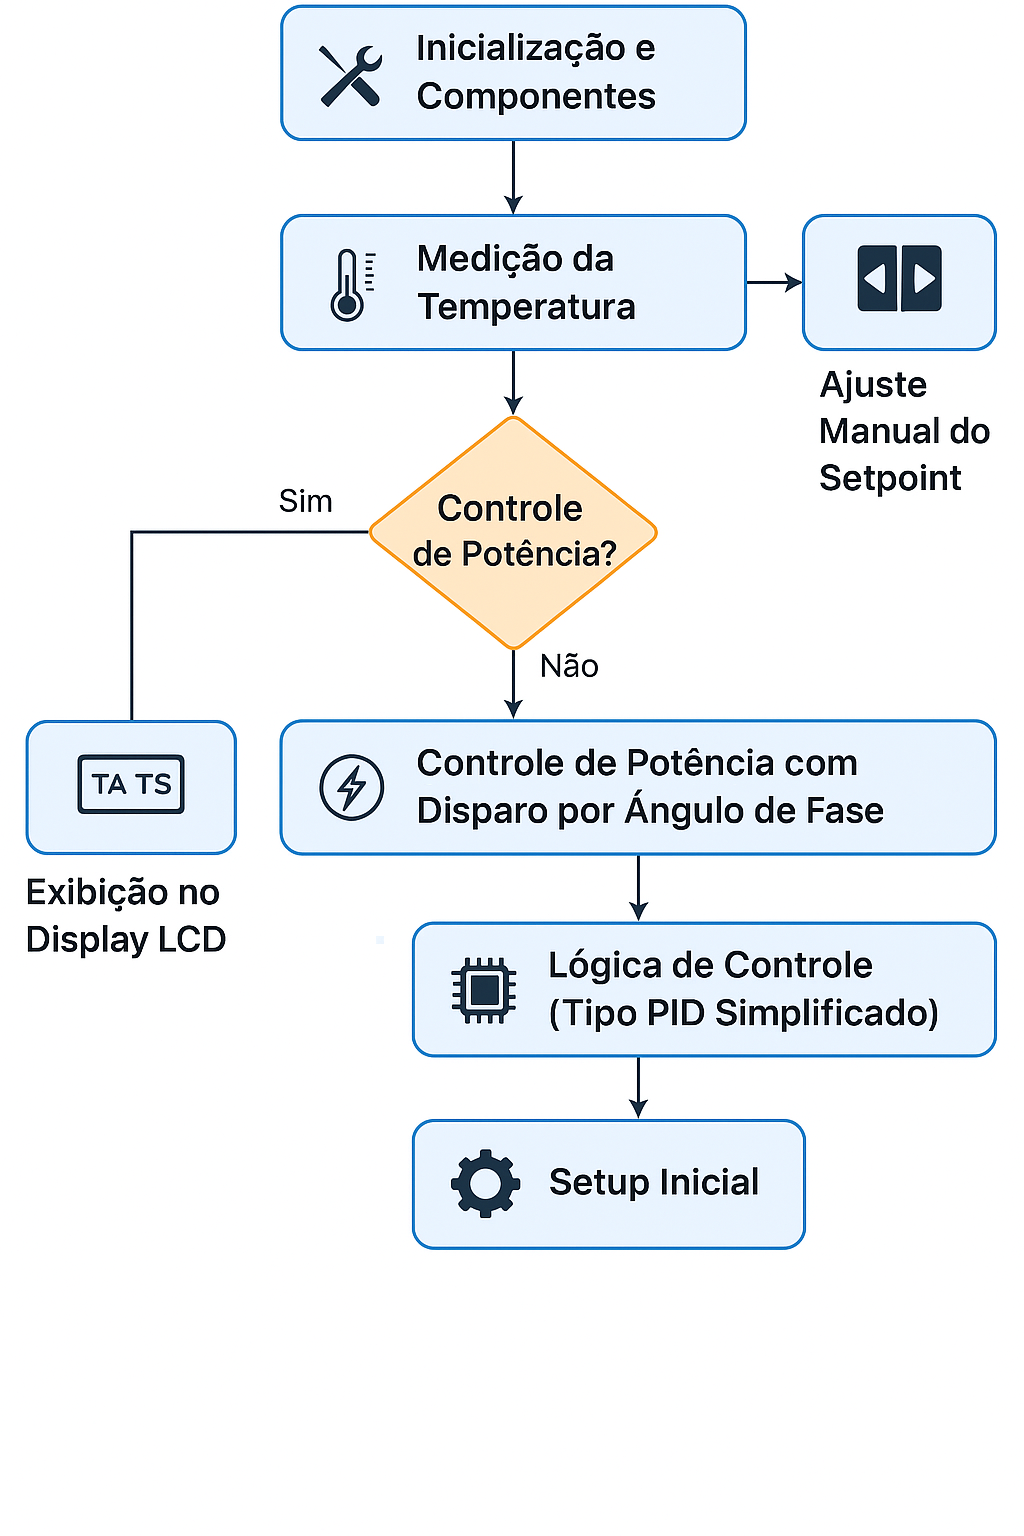 Inicialização e
Componentes
Medição da
Temperatura
Ajuste
Manual do
Setpoint
Controle
de Potência?
Sim
Não
TA TS
Exibição no
Display LCD
Controle de Potência com
Disparo por Ángulo de Fase
Lógica de Controle
(Tipo PID Simplificado)
Setup Inicial